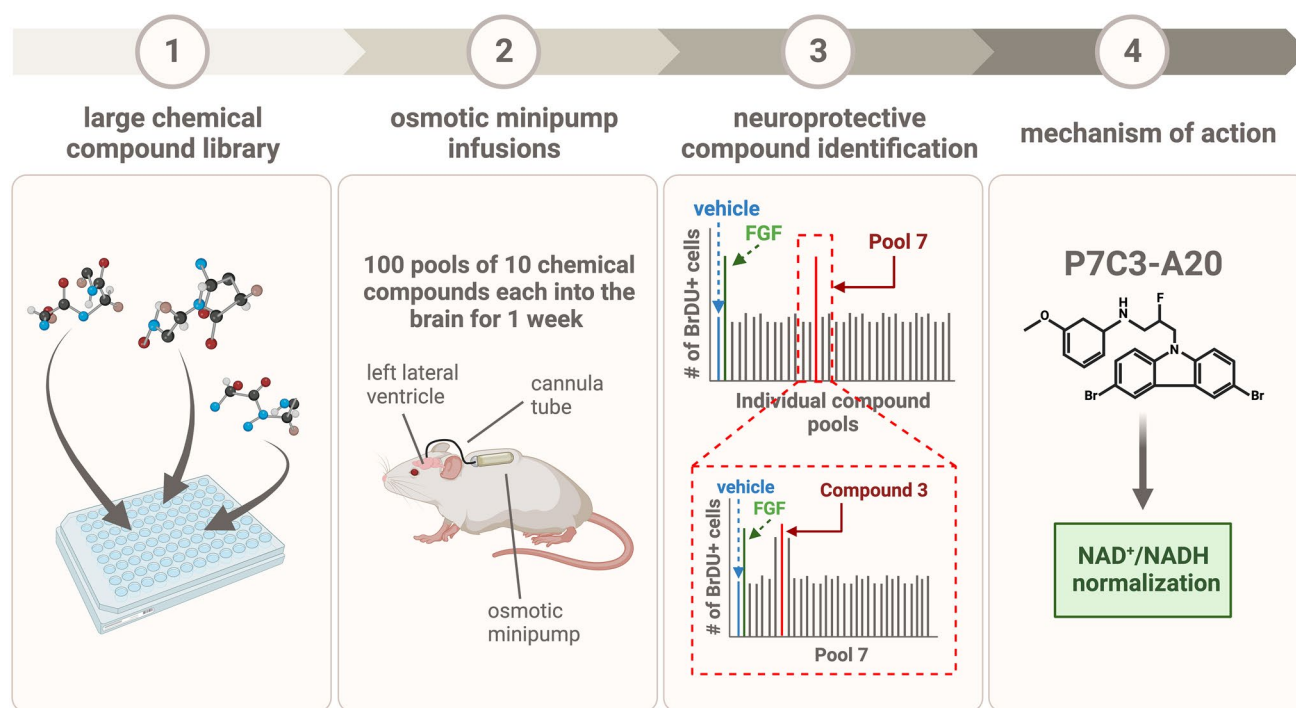 1
2
3
4
large chemical
compound library
osmotic minipump
infusions
neuroprotective
compound identification
mechanism of action
100 pools of 10 chemical
compounds each into the
brain for 1 week
left lateral
ventricle
cannula
tube
osmotic
minipump
vehicle
FGF
Pool 7
# of BrDU+ cells
Individual compound
pools
vehicle
FGF
Compound 3
# of BrDU+ cells
Pool 7
P7C3-A20
O
H
N
F
N
Br
Br
NAD⁺/NADH
normalization